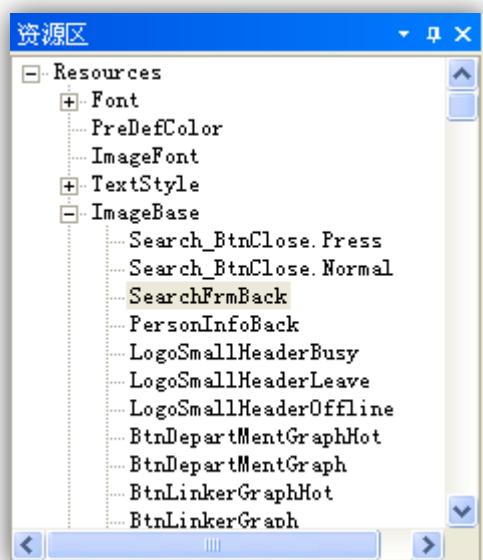 资源区
Resources
Font
PreDefColor
ImageFont
TextStyle
ImageBase
Search_BtnClose.Press
Search_BtnClose.Normal
SearchFrmBack
PersonInfoBack
LogoSmallHeaderBusy
LogoSmallHeaderLeave
LogoSmallHeaderOffline
BtnDepartMentGraphHot
BtnDepartMentGraph
BtnLinkerGraphHot
BtnLinkerGraph